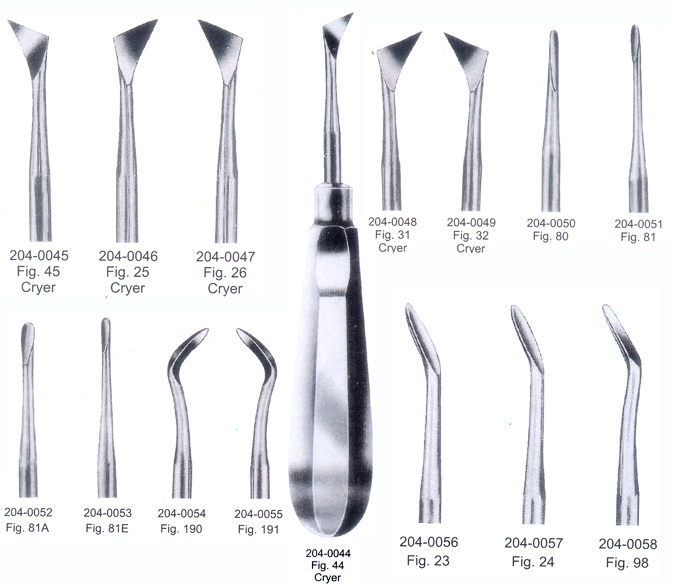 204-0045
Fig. 45
Cryer
204-0046
Fig. 25
Cryer
204-0047
Fig. 26
Cryer
204-0048
Fig. 31
Cryer
204-0049
Fig. 32
Cryer
204-0050
Fig. 80
204-0051
Fig. 81
204-0052
Fig. 81A
204-0053
Fig. 81E
204-0054
Fig. 190
204-0055
Fig. 191
204-0044
Fig. 44
Cryer
204-0056
Fig. 23
204-0057
Fig. 24
204-0058
Fig. 98